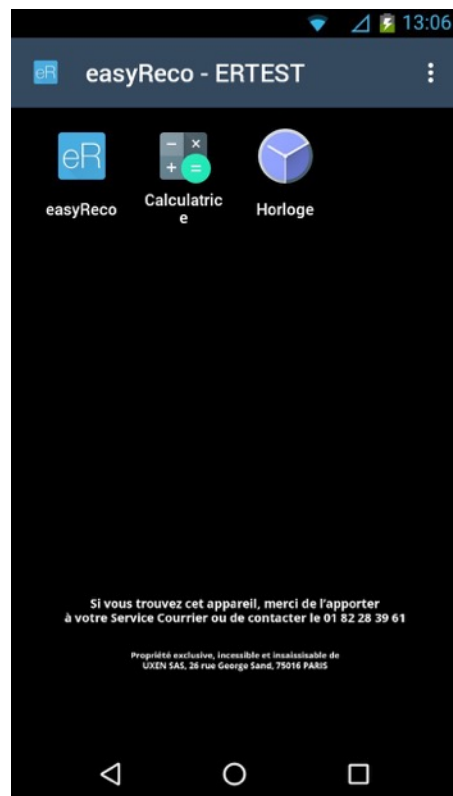 13:06
eR
easyReco - ERTEST
eR
easyReco
Calculatric
e
Horloge
Si vous trouvez cet appareil, merci de l'apporter
à votre Service Courrier ou de contacter le 01 82 28 39 61
Propriété exclusive, incessible et insaisissable de
UXEN SAS, 26 rue George Sand, 75016 PARIS